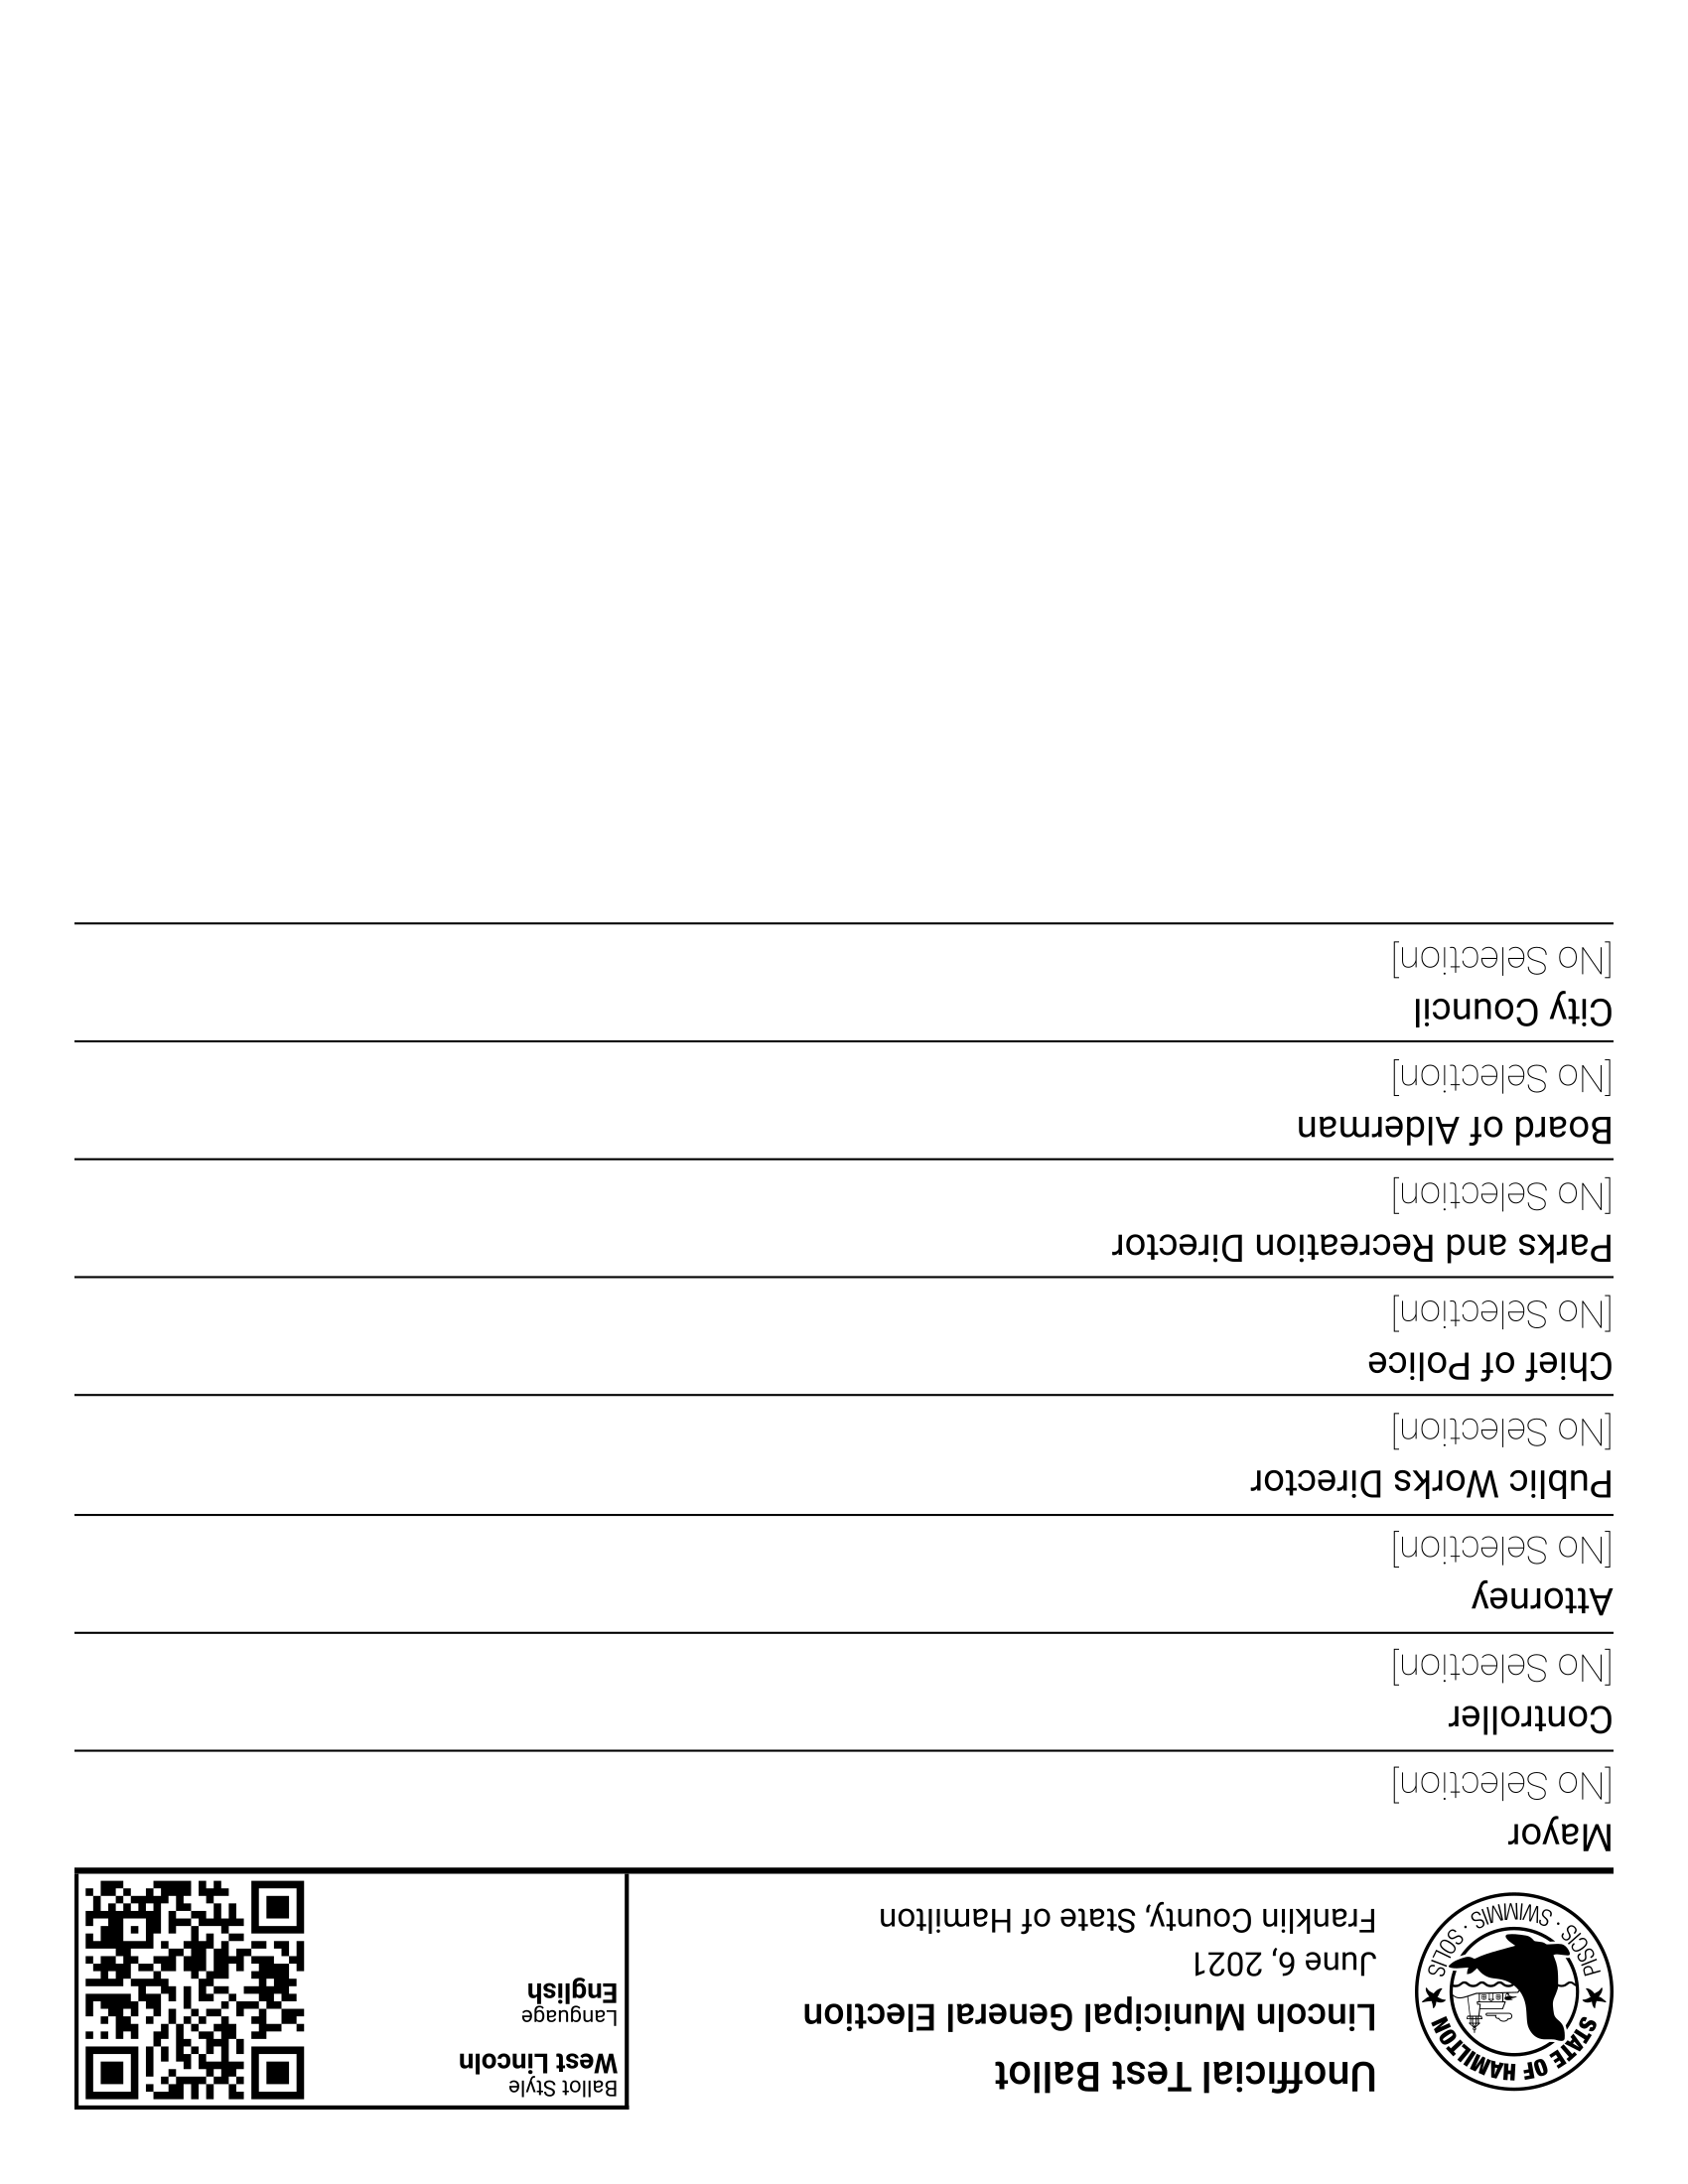 STATE OF HAMILTON
PISCIS · SWIMMIS · SOLIS
Unofficial Test Ballot
Lincoln Municipal General Election
June 6, 2021
Franklin County, State of Hamilton
Ballot Style
West Lincoln
Language
English
Mayor
[No Selection]
Controller
[No Selection]
Attorney
[No Selection]
Public Works Director
[No Selection]
Chief of Police
[No Selection]
Parks and Recreation Director
[No Selection]
Board of Alderman
[No Selection]
City Council
[No Selection]